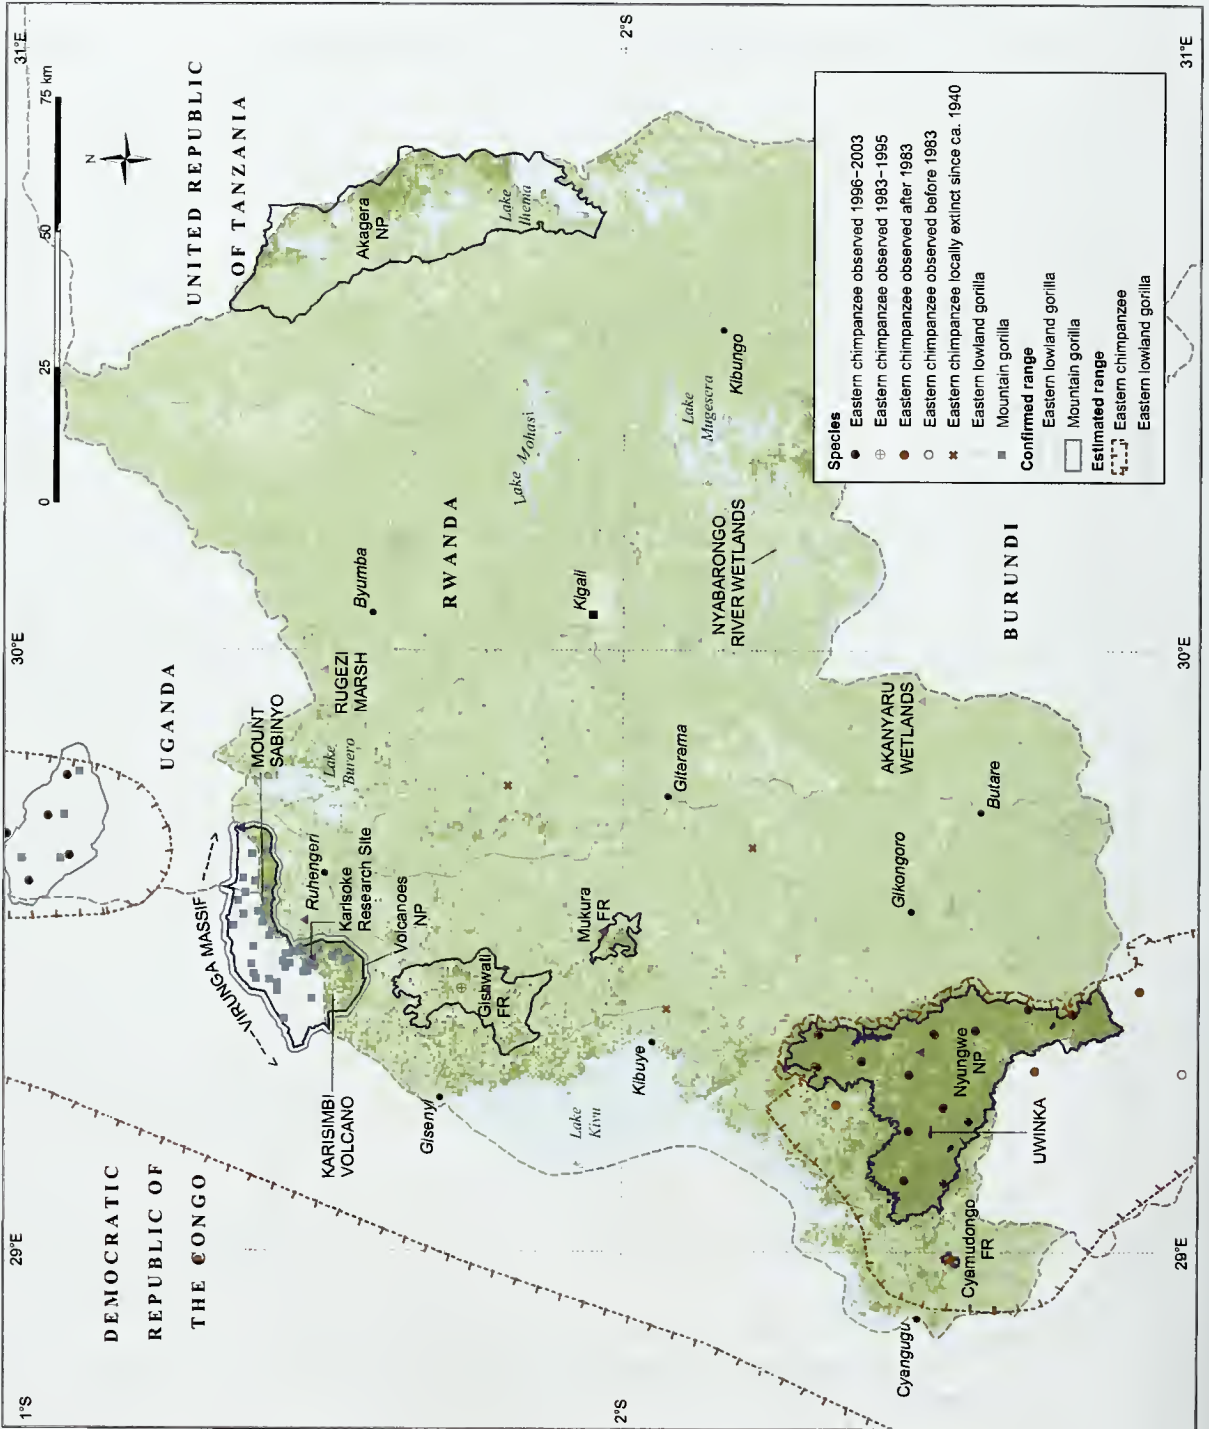 31°E
31°E
30°E
30°E
29°E
29°E
1°S
2°S
2°S
0
25
50
75 km
N
UNITED REPUBLIC
OF TANZANIA
UGANDA
DEMOCRATIC
REPUBLIC OF
THE CONGO
RWANDA
BURUNDI
Akagera
NP
Lake
Ihema
Lake Mohasi
Lake
Mugesera
Kibungo
Byumba
Kigali
NYABARONGO
RIVER WETLANDS
RUGEZI
MARSH
MOUNT
SABINYO
Lake
Burero
VIRUNGA MASSIF
Ruhengeri
Karisoke
Research Site
Volcanoes
NP
KARISIMBI
VOLCANO
Gisenyi
Gishwati
FR
Mukura
FR
Lake
Kivu
Kibuye
Giterema
AKANYARU
WETLANDS
Butare
Gikongoro
Nyungwe
NP
UWINKA
Cyamudongo
FR
Cyangugu
Species
Eastern chimpanzee observed 1996–2003
Eastern chimpanzee observed 1983–1995
Eastern chimpanzee observed after 1983
Eastern chimpanzee observed before 1983
Eastern chimpanzee locally extinct since ca. 1940
Eastern lowland gorilla
Mountain gorilla
Confirmed range
Eastern lowland gorilla
Mountain gorilla
Estimated range
Eastern chimpanzee
Eastern lowland gorilla